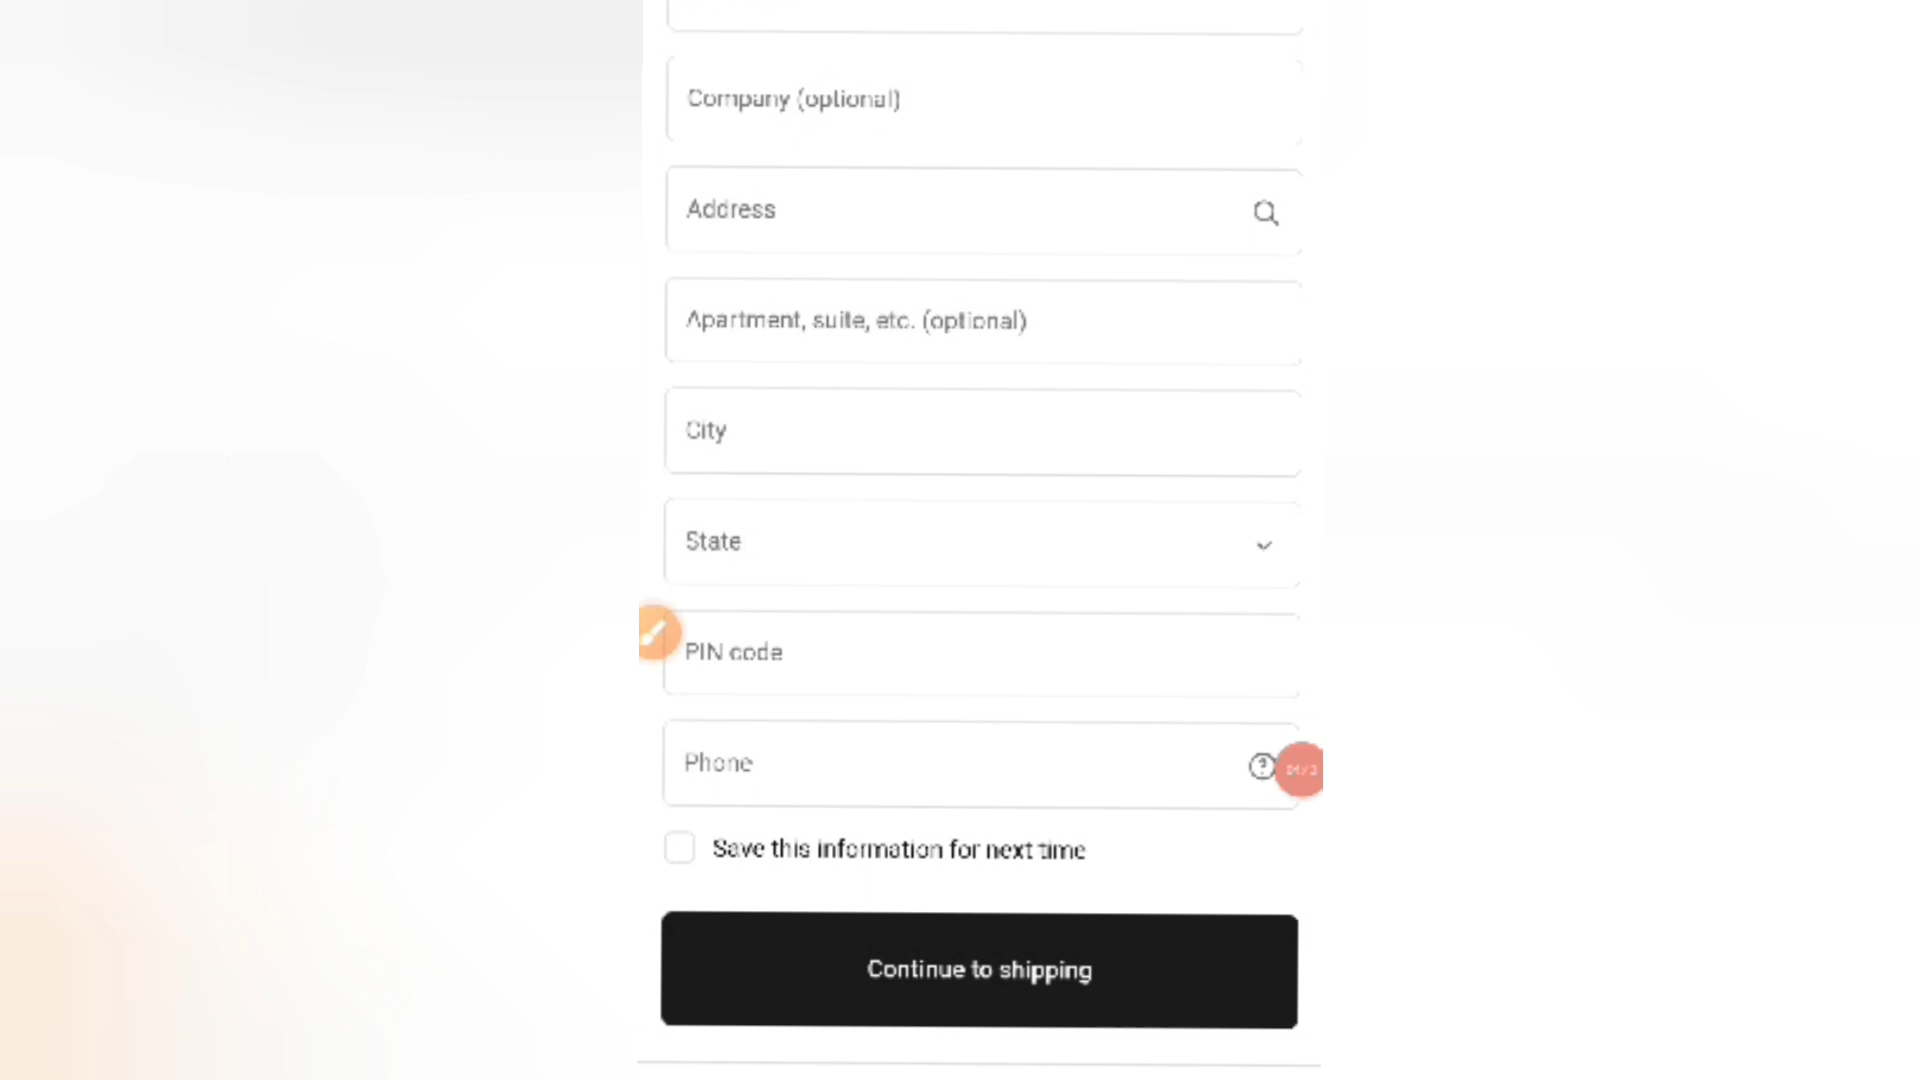 Company (optional)
Address
Apartment, suite, etc. (optional)
City
State
PIN code
Phone
Save this information for next time
Continue to shipping